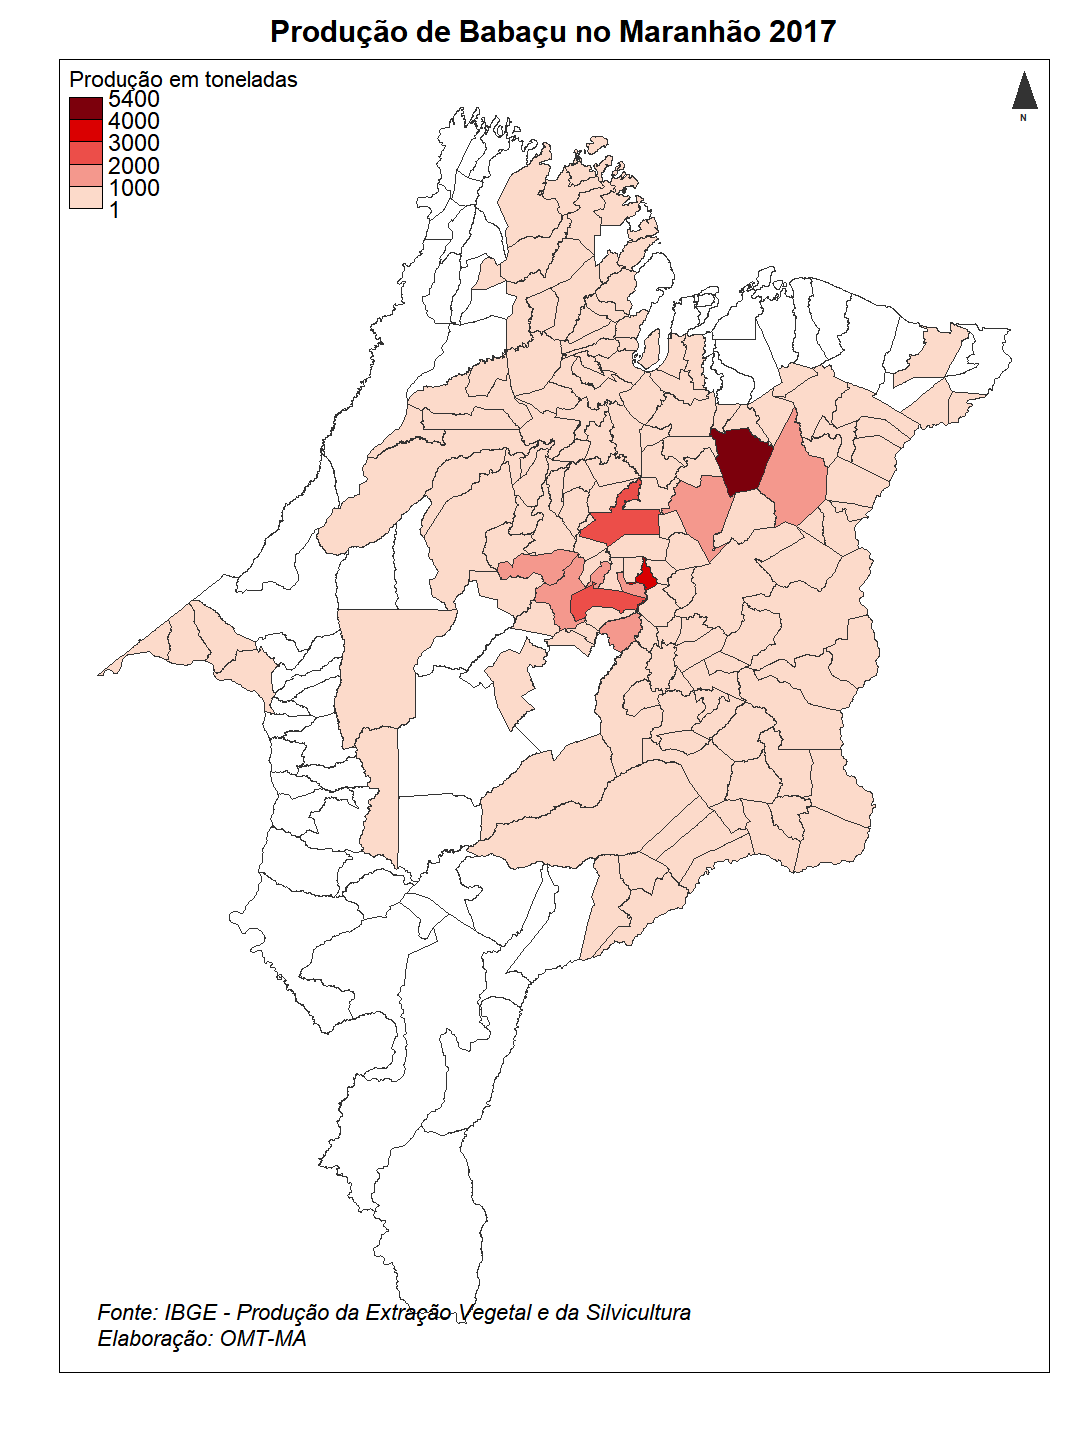 Produção de Babaçu no Maranhão 2017
Produção em toneladas
5400
4000
3000
2000
1000
1
N
Fonte: IBGE - Produção da Extração Vegetal e da Silvicultura
Elaboração: OMT-MA